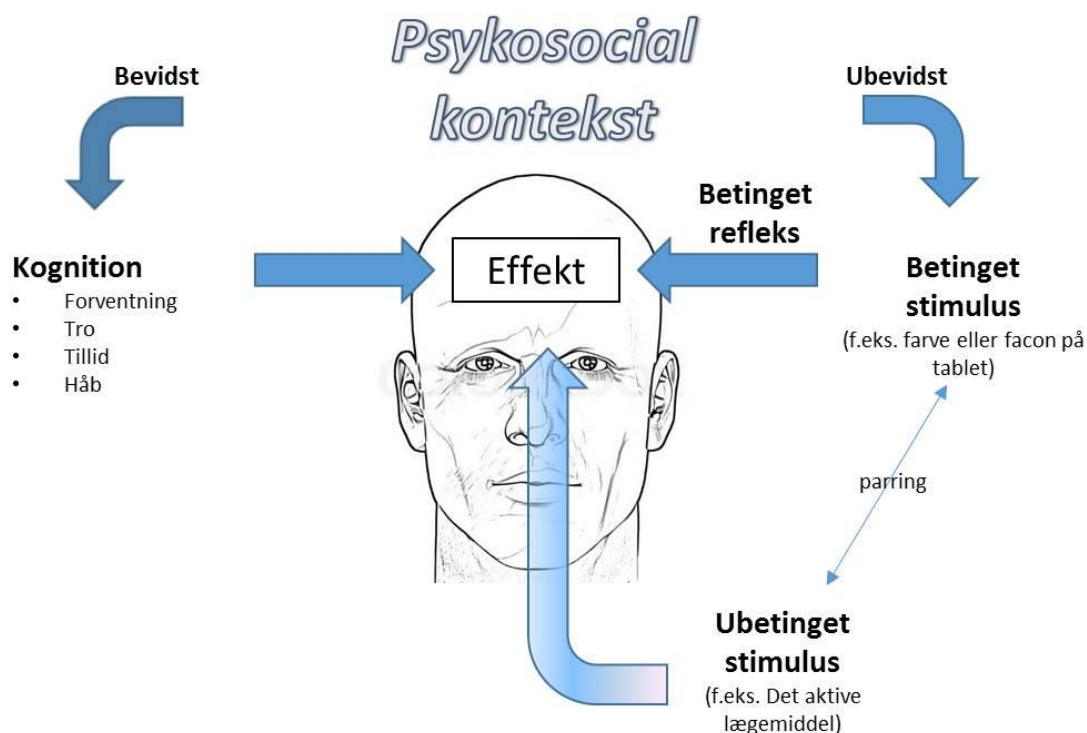 Psykosocial
kontekst
Bevidst
Ubevidst
Kognition
• Forventning
• Tro
• Tillid
• Håb
Effekt
Betinget
refleks
Betinget
stimulus
(f.eks. farve eller facon på
tablet)
parring
Ubetinget
stimulus
(f.eks. Det aktive
lægemiddel)